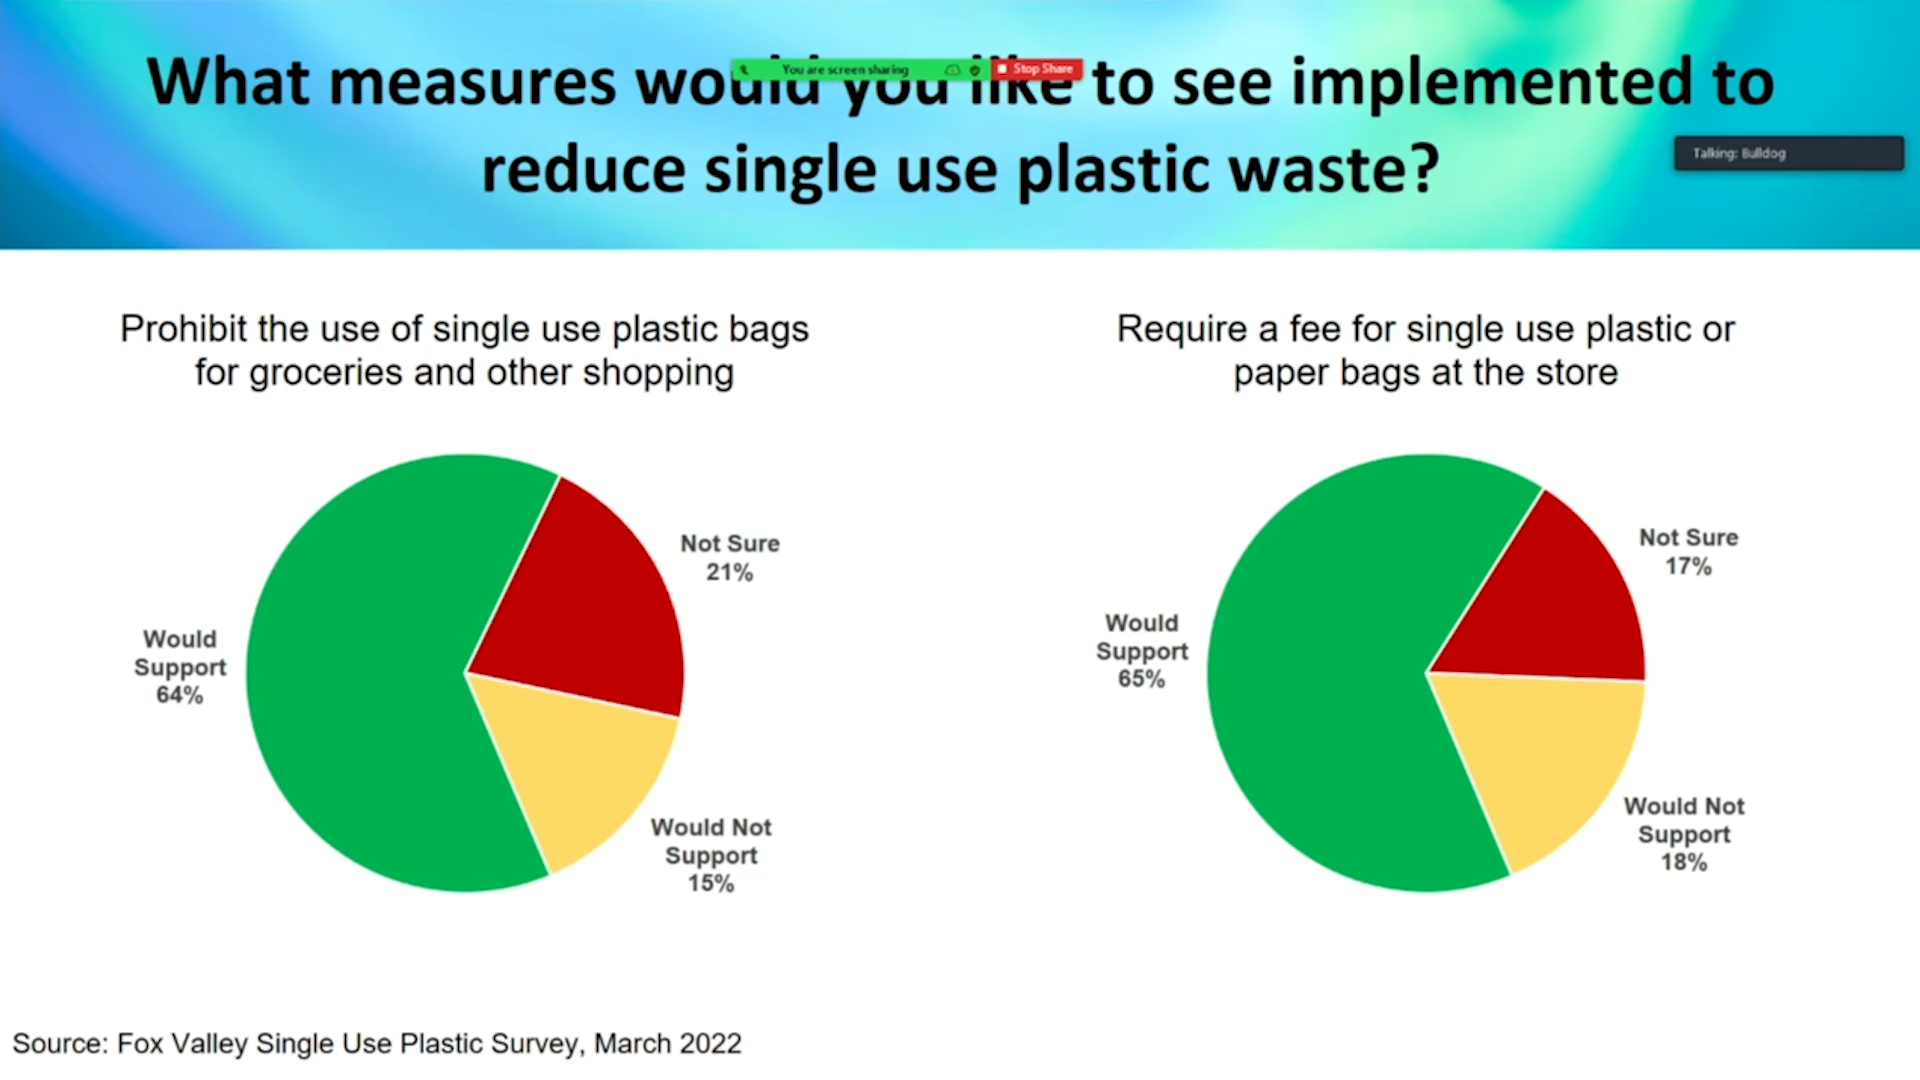 What measures would you like to see implemented to
You are screen sharing
Stop Share
reduce single use plastic waste?
Talking: Bulldog
Prohibit the use of single use plastic bags
for groceries and other shopping
Not Sure
21%
Would
Support
64%
Would Not
Support
15%
Require a fee for single use plastic or
paper bags at the store
Not Sure
17%
Would
Support
65%
Would Not
Support
18%
Source: Fox Valley Single Use Plastic Survey, March 2022